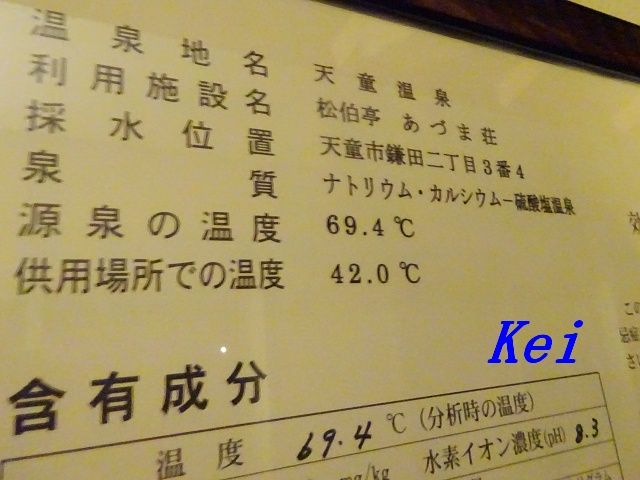 温泉地名 天童温泉
利用施設名 松伯亭 あづま荘
採水位置 天童市鎌田二丁目3番4
泉質 ナトリウム・カルシウム−硫酸塩温泉
源泉の温度 69.4℃
供用場所での温度 42.0℃
Kei
含有成分
温度 69.4 ℃(分析時の温度)
mg/kg 水素イオン濃度(pH) 8.3